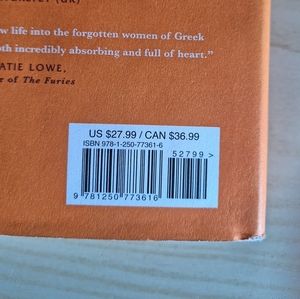 (UK)
w life into the forgotten women of Greek
oth incredibly absorbing and full of heart.”
ATIE LOWE,
r of The Furies
US $27.99 / CAN $36.99
ISBN 978-1-250-77361-6
52799>
9 781250 773616